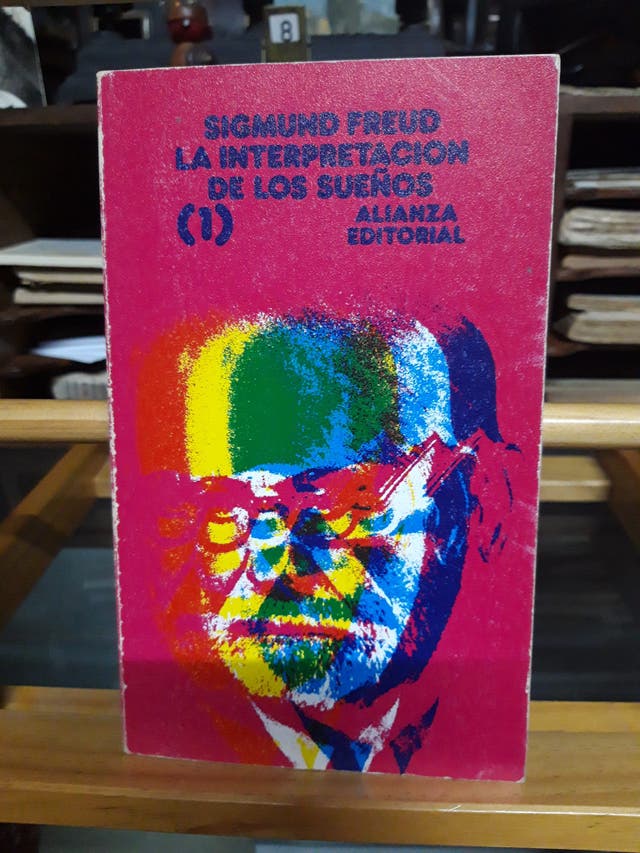 8
SIGMUND FREUD
LA INTERPRETACION
DE LOS SUEÑOS
(1)
ALIANZA
EDITORIAL